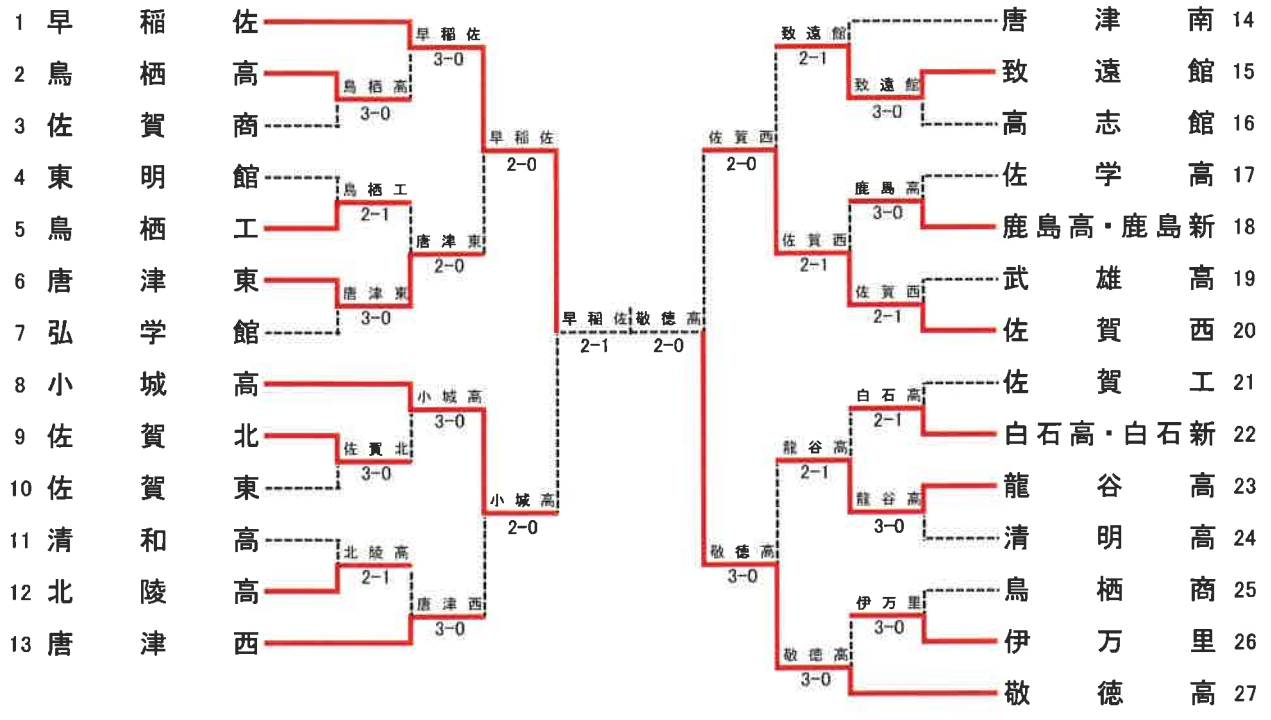 1 早稲佐
2 鳥栖高
3 佐賀商
4 東明館
5 鳥栖工
6 唐津東
7 弘学館
8 小城高
9 佐賀北
10 佐賀東
11 清和高
12 北陵高
13 唐津西
早稲佐
3-0
鳥栖高
3-0
早稲佐
2-0
鳥栖工
2-1
唐津東
2-0
唐津東
3-0
早稲佐
2-1
小城高
3-0
佐賀北
3-0
小城高
2-0
北陵高
2-1
唐津西
3-0
敬徳高
2-0
致遠館
2-1
致遠館
3-0
佐賀西
2-0
鹿島高
3-0
佐賀西
2-1
佐賀西
2-1
白石高
2-1
龍谷高
2-1
龍谷高
3-0
敬徳高
3-0
伊万里
3-0
敬徳高
3-0
唐津南 14
致遠館 15
高志館 16
佐学高 17
鹿島高・鹿島新 18
武雄高 19
佐賀西 20
佐賀工 21
白石高・白石新 22
龍谷高 23
清明高 24
鳥栖商 25
伊万里 26
敬徳高 27